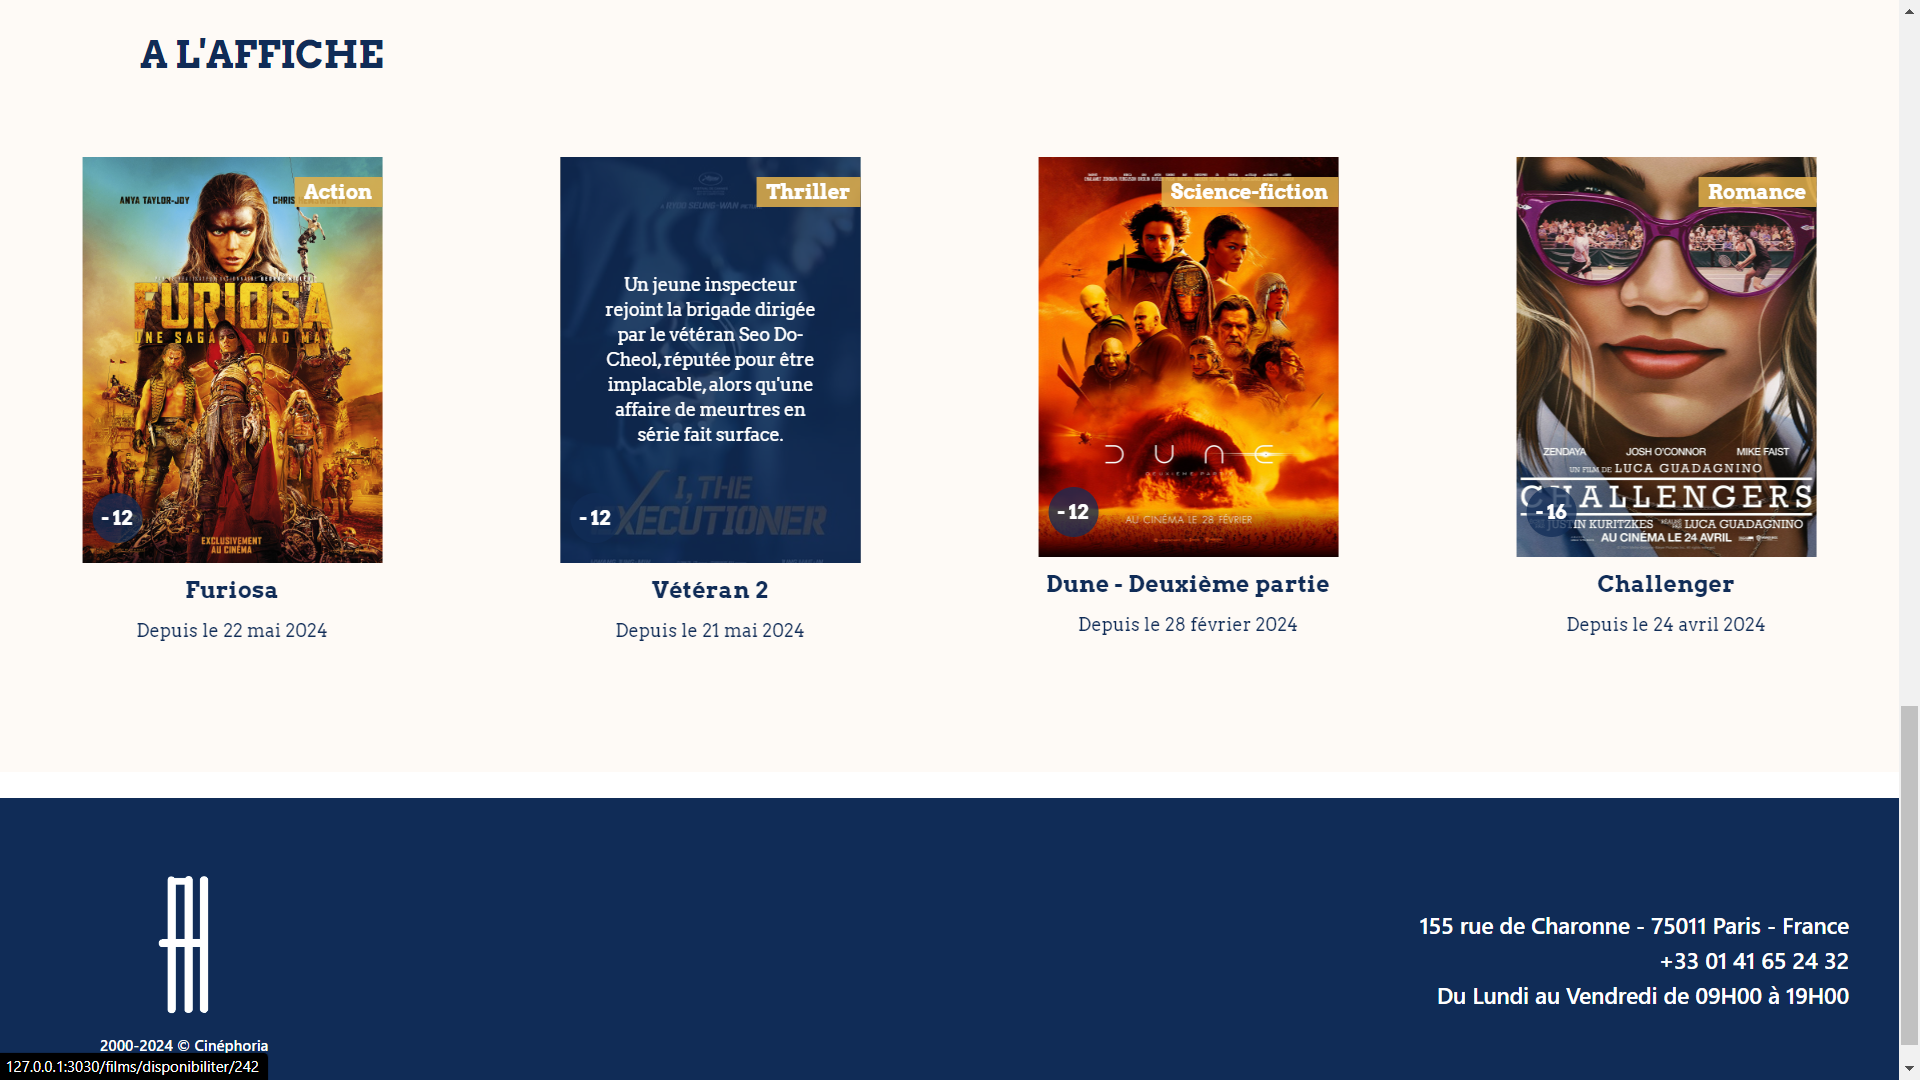 A L'AFFICHE
ANYA TAYLOR-JOY
CHRIS
Action
FURIOSA
UNE SAGA MAD MAX
- 12
EXCLUSIVEMENT
AU CINÉMA
Furiosa
Depuis le 22 mai 2024
Thriller
A RYOO SEUNG-WAN
Un jeune inspecteur
rejoint la brigade dirigée
par le vétéran Seo Do-
Cheol, réputée pour être
implacable, alors qu'une
affaire de meurtres en
série fait surface.
I, THE
EXECUTIONER
- 12
Vétéran 2
Depuis le 21 mai 2024
Science-fiction
DUNE
DEUXIÈME PARTIE
- 12
AU CINÉMA LE 28 FÉVRIER
Dune - Deuxième partie
Depuis le 28 février 2024
Romance
ZENDAYA JOSH O'CONNOR MIKE FAIST
UN FILM DE LUCA GUADAGNINO
CHALLENGERS
- 16
JUSTIN KURITZKES LUCA GUADAGNINO
AU CINÉMA LE 24 AVRIL
Challenger
Depuis le 24 avril 2024
155 rue de Charonne - 75011 Paris - France
+33 01 41 65 24 32
Du Lundi au Vendredi de 09H00 à 19H00
2000-2024 © Cinéphoria
127.0.0.1:3030/films/disponibiliter/242